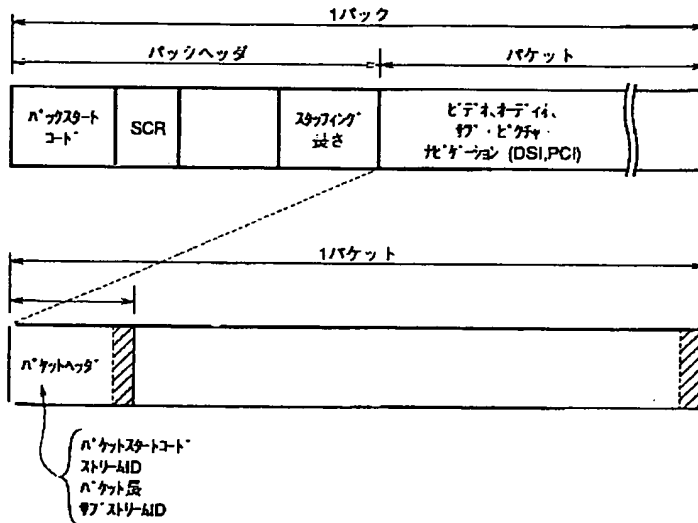 1パック
パッシヘッダ
パケット
パックスタート
コード
SCR
スタッフィング
長さ
ビデオ、オーディイ、
サブ・ピクチャ・
ナビゲーション (DSI,PCI)
1パケット
パケットヘッダ
パケットスタートコード
ストリームID
パケット長
サブストリームID